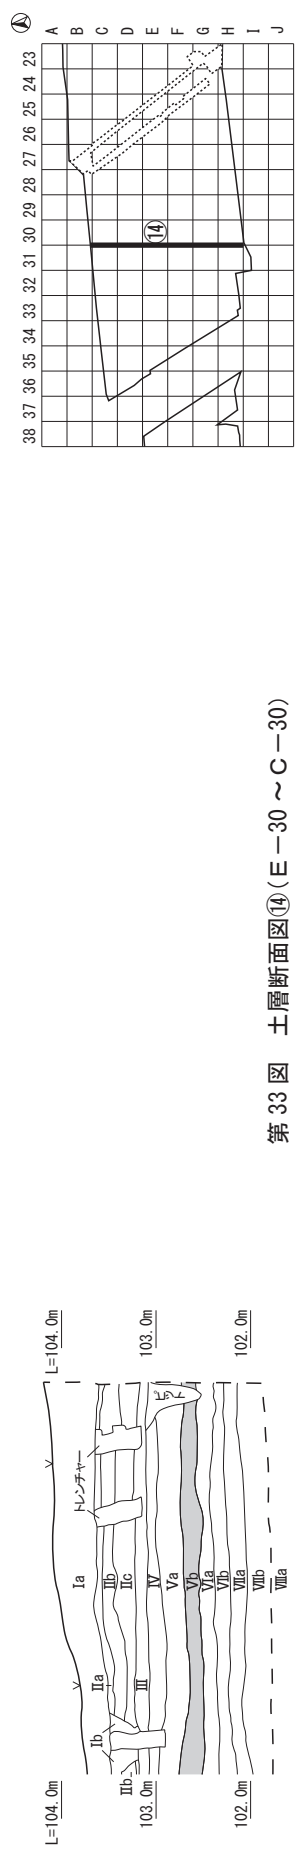 23 24 25 26 27 28 29 30 31 32 33 34 35 36 37 38
A
B
C
D
E
F
G
H
I
J
⑭
第 33 図 土層断面図⑭(E－30～C－30)
L=104.0m
103.0m
102.0m
L=104.0m
103.0m
102.0m
トレンチャー
ピット
Ⅰa
Ⅰb
Ⅱa
Ⅱb
Ⅱb
Ⅱc
Ⅲ
Ⅳ
Ⅴa
Ⅴb
Ⅵa
Ⅵb
Ⅶa
Ⅶb
Ⅷa